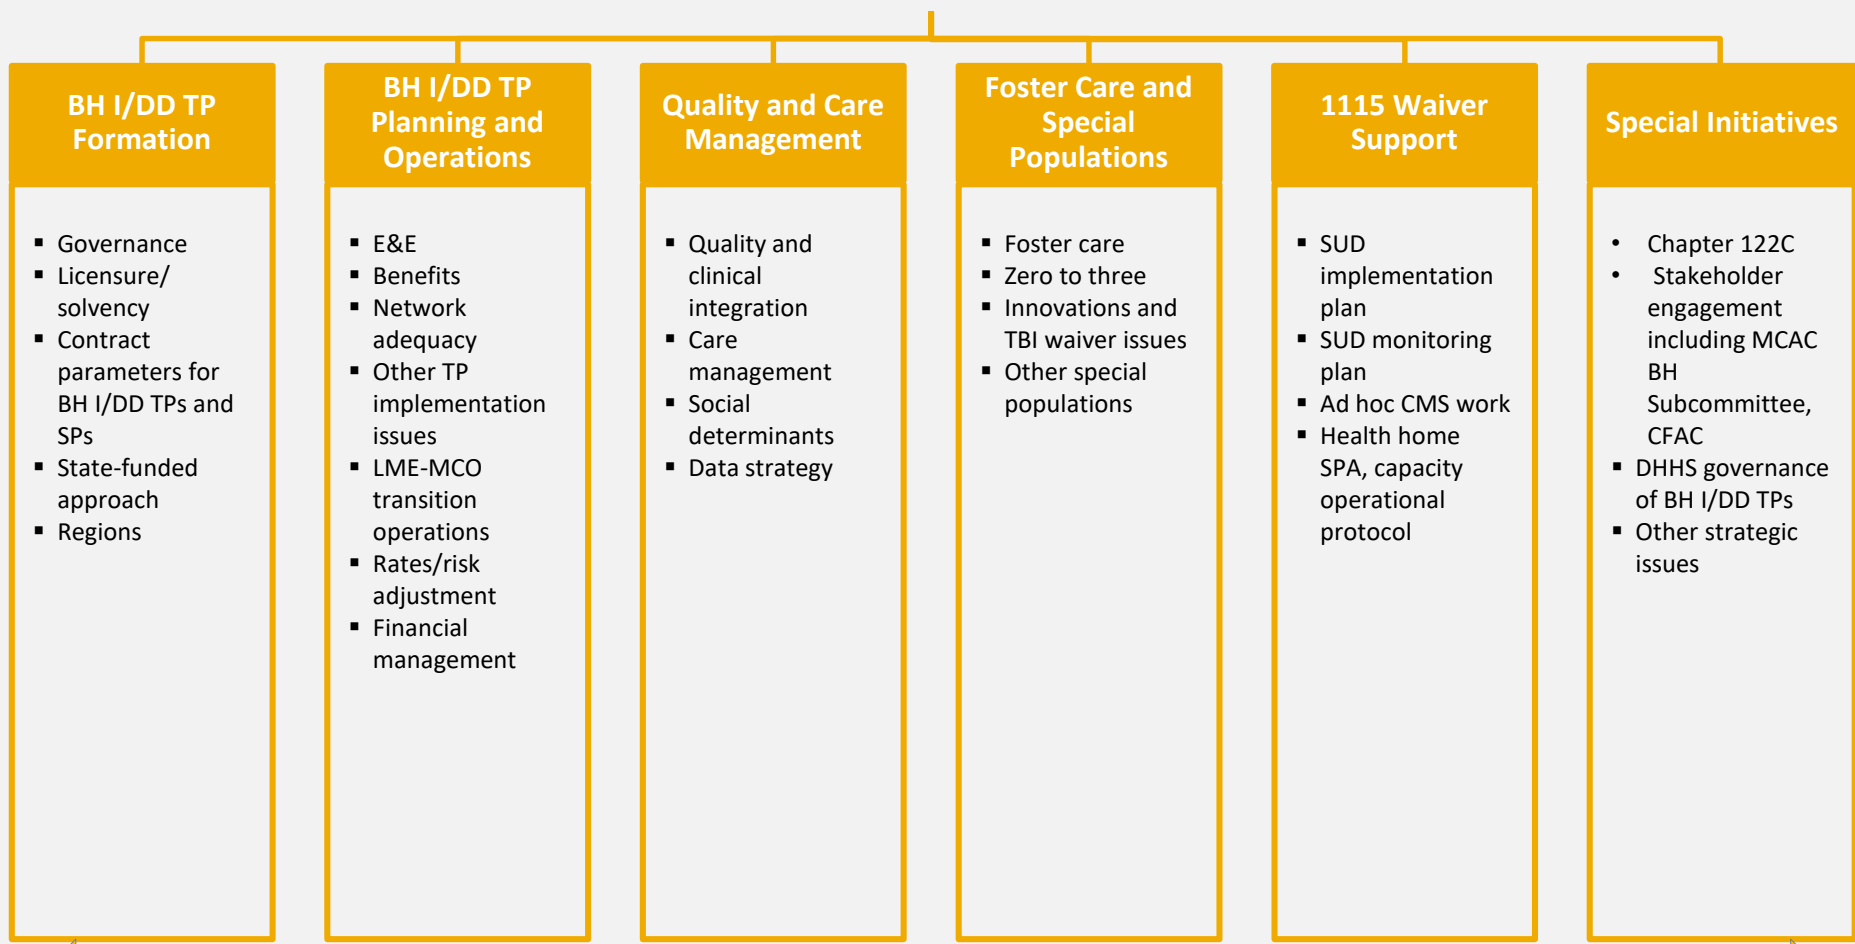 BH I/DD TP
Formation
▪ Governance
▪ Licensure/
solvency
▪ Contract
parameters for
BH I/DD TPs and
SPs
▪ State-funded
approach
▪ Regions
BH I/DD TP
Planning and
Operations
▪ E&E
▪ Benefits
▪ Network
adequacy
▪ Other TP
implementation
issues
▪ LME-MCO
transition
operations
▪ Rates/risk
adjustment
▪ Financial
management
Quality and Care
Management
▪ Quality and
clinical
integration
▪ Care
management
▪ Social
determinants
▪ Data strategy
Foster Care and
Special
Populations
▪ Foster care
▪ Zero to three
▪ Innovations and
TBI waiver issues
▪ Other special
populations
1115 Waiver
Support
▪ SUD
implementation
plan
▪ SUD monitoring
plan
▪ Ad hoc CMS work
▪ Health home
SPA, capacity
operational
protocol
Special Initiatives
• Chapter 122C
• Stakeholder
engagement
including MCAC
BH
Subcommittee,
CFAC
▪ DHHS governance
of BH I/DD TPs
▪ Other strategic
issues